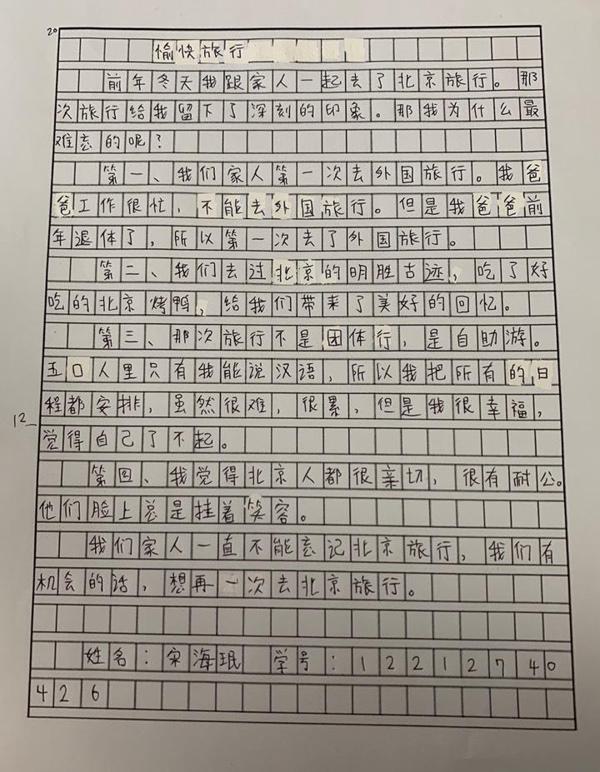 20
愉快旅行
前年冬天我跟家人一起去了北京旅行。那
次旅行给我留下了深刻的印象。那我为什么最
难忘的呢？
第一、我们家人第一次去外国旅行。我爸
爸工作很忙，不能去外国旅行。但是我爸爸前
年退体了，所以第一次去了外国旅行。
第二、我们去过北京的明胜古迹，吃了好
吃的北京烤鸭，给我们带来了美好的回忆。
第三、那次旅行不是团体行，是自助游。
五口人里只有我能说汉语，所以我把所有的日
程都安排，虽然很难，很累，但是我很幸福，
12
觉得自己了不起。
第四、我觉得北京人都很亲切，很有耐公。
他们脸上总是挂着笑容。
我们家人一直不能忘记北京旅行，我们有
机会的话，想再一次去北京旅行。
姓名：宋海珉 学号：12212740
426